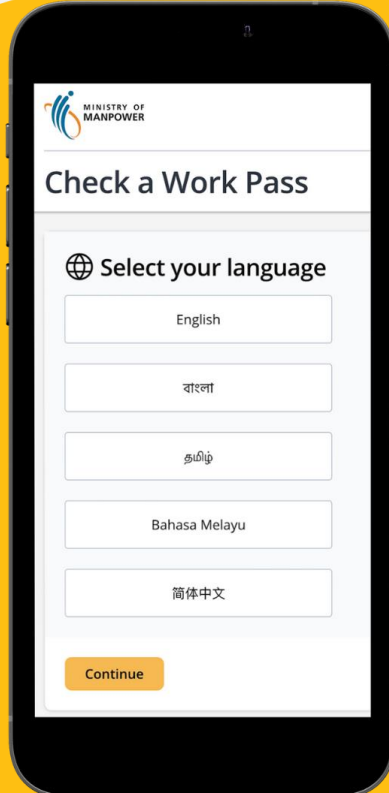 MINISTRY OF
MANPOWER
Check a Work Pass
Select your language
English
বাংলা
தமிழ்
Bahasa Melayu
简体中文
Continue